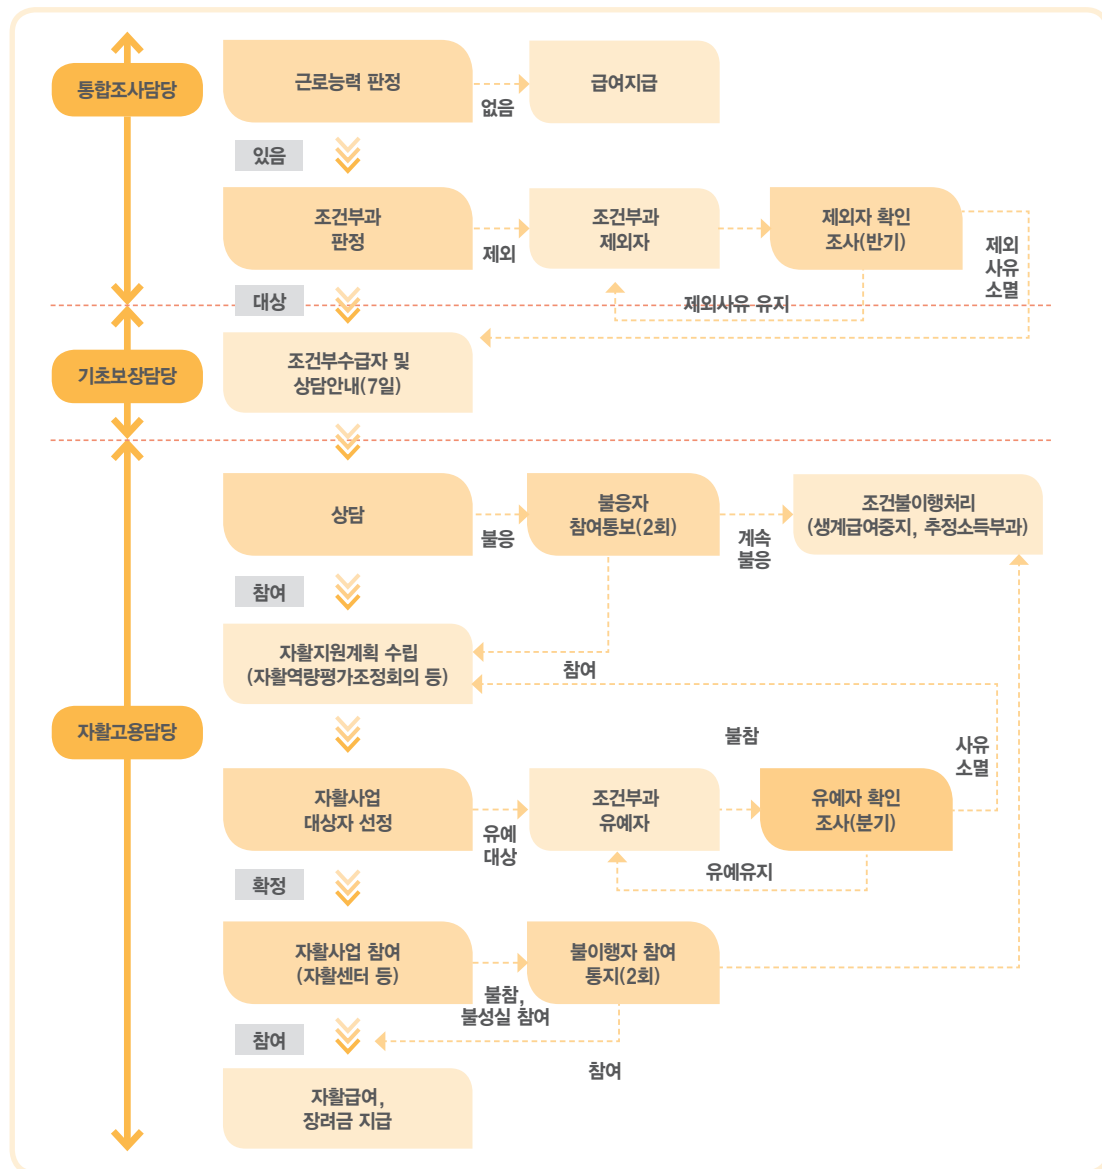 통합조사담당
근로능력 판정
없음
급여지급
있음
조건부과
판정
제외
조건부과
제외자
제외자 확인
조사(반기)
제외
사유
소멸
대상
제외사유 유지
기초보장담당
조건부수급자 및
상담안내(7일)
상담
불응
불응자
참여통보(2회)
계속
불응
조건불이행처리
(생계급여중지, 추정소득부과)
참여
자활지원계획 수립
(자활역량평가조정회의 등)
참여
자활고용담당
불참
사유
소멸
자활사업
대상자 선정
유예
대상
조건부과
유예자
유예자 확인
조사(분기)
유예유지
확정
자활사업 참여
(자활센터 등)
불참,
불성실 참여
불이행자 참여
통지(2회)
참여
참여
자활급여,
장려금 지급